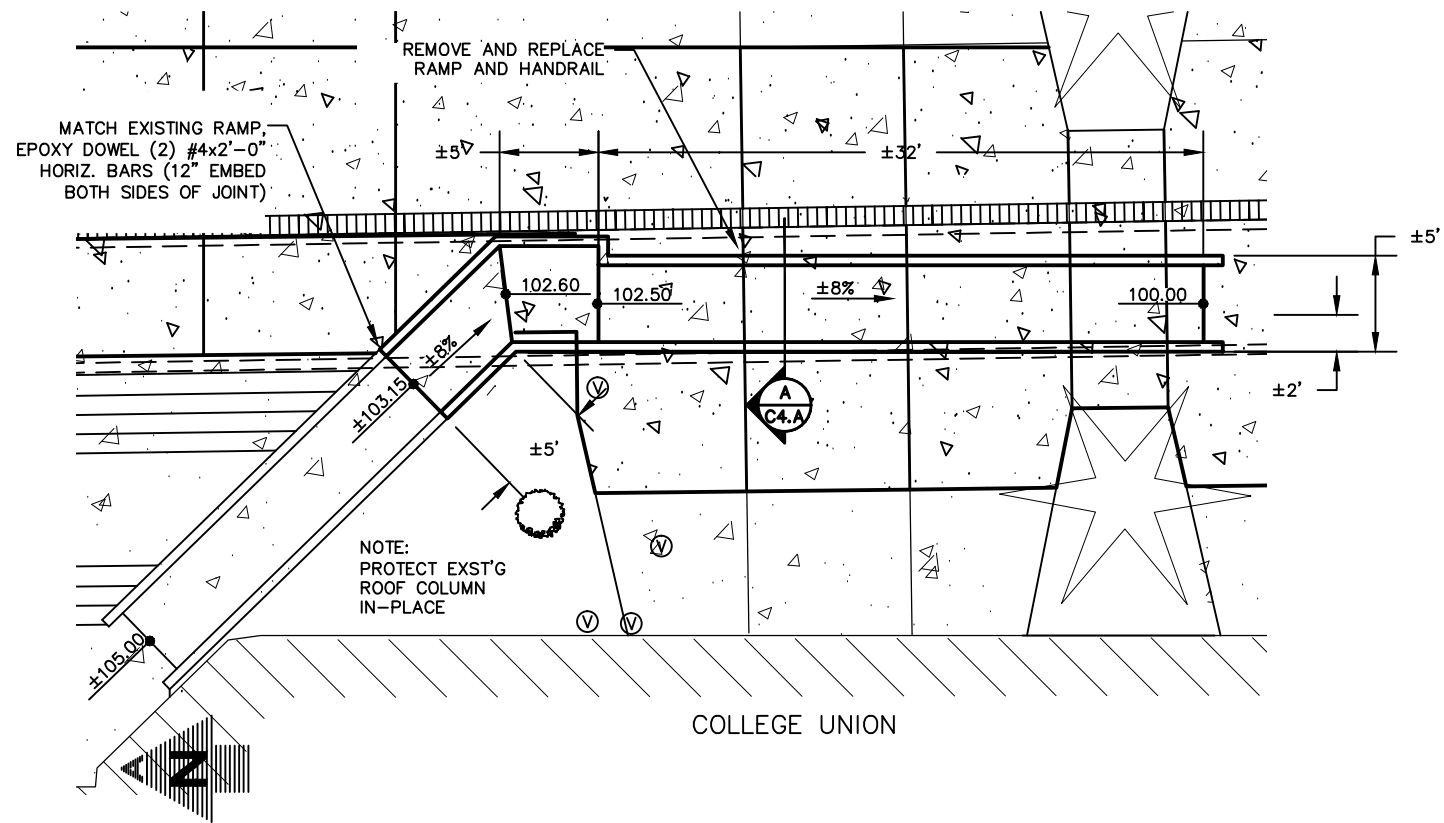 REMOVE AND REPLACE
RAMP AND HANDRAIL
MATCH EXISTING RAMP,
EPOXY DOWEL (2) #4x2'-0"
HORIZ. BARS (12" EMBED
BOTH SIDES OF JOINT)
±5'
±32'
±5'
102.60
102.50
±8%
100.00
±8%
±103.15
A
C4.A
V
±2'
±5'
NOTE:
PROTECT EXST'G
ROOF COLUMN
IN-PLACE
V
V
V
±105.00
COLLEGE UNION
N